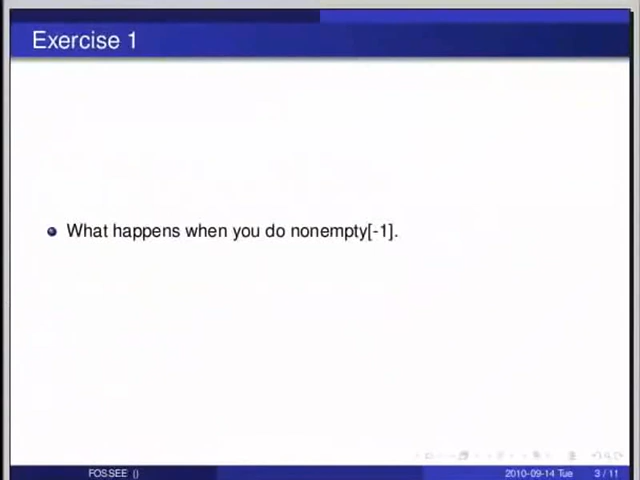 Exercise 1
What happens when you do nonempty[-1].
FOSSEE ()
2010-09-14 Tue
3 / 11